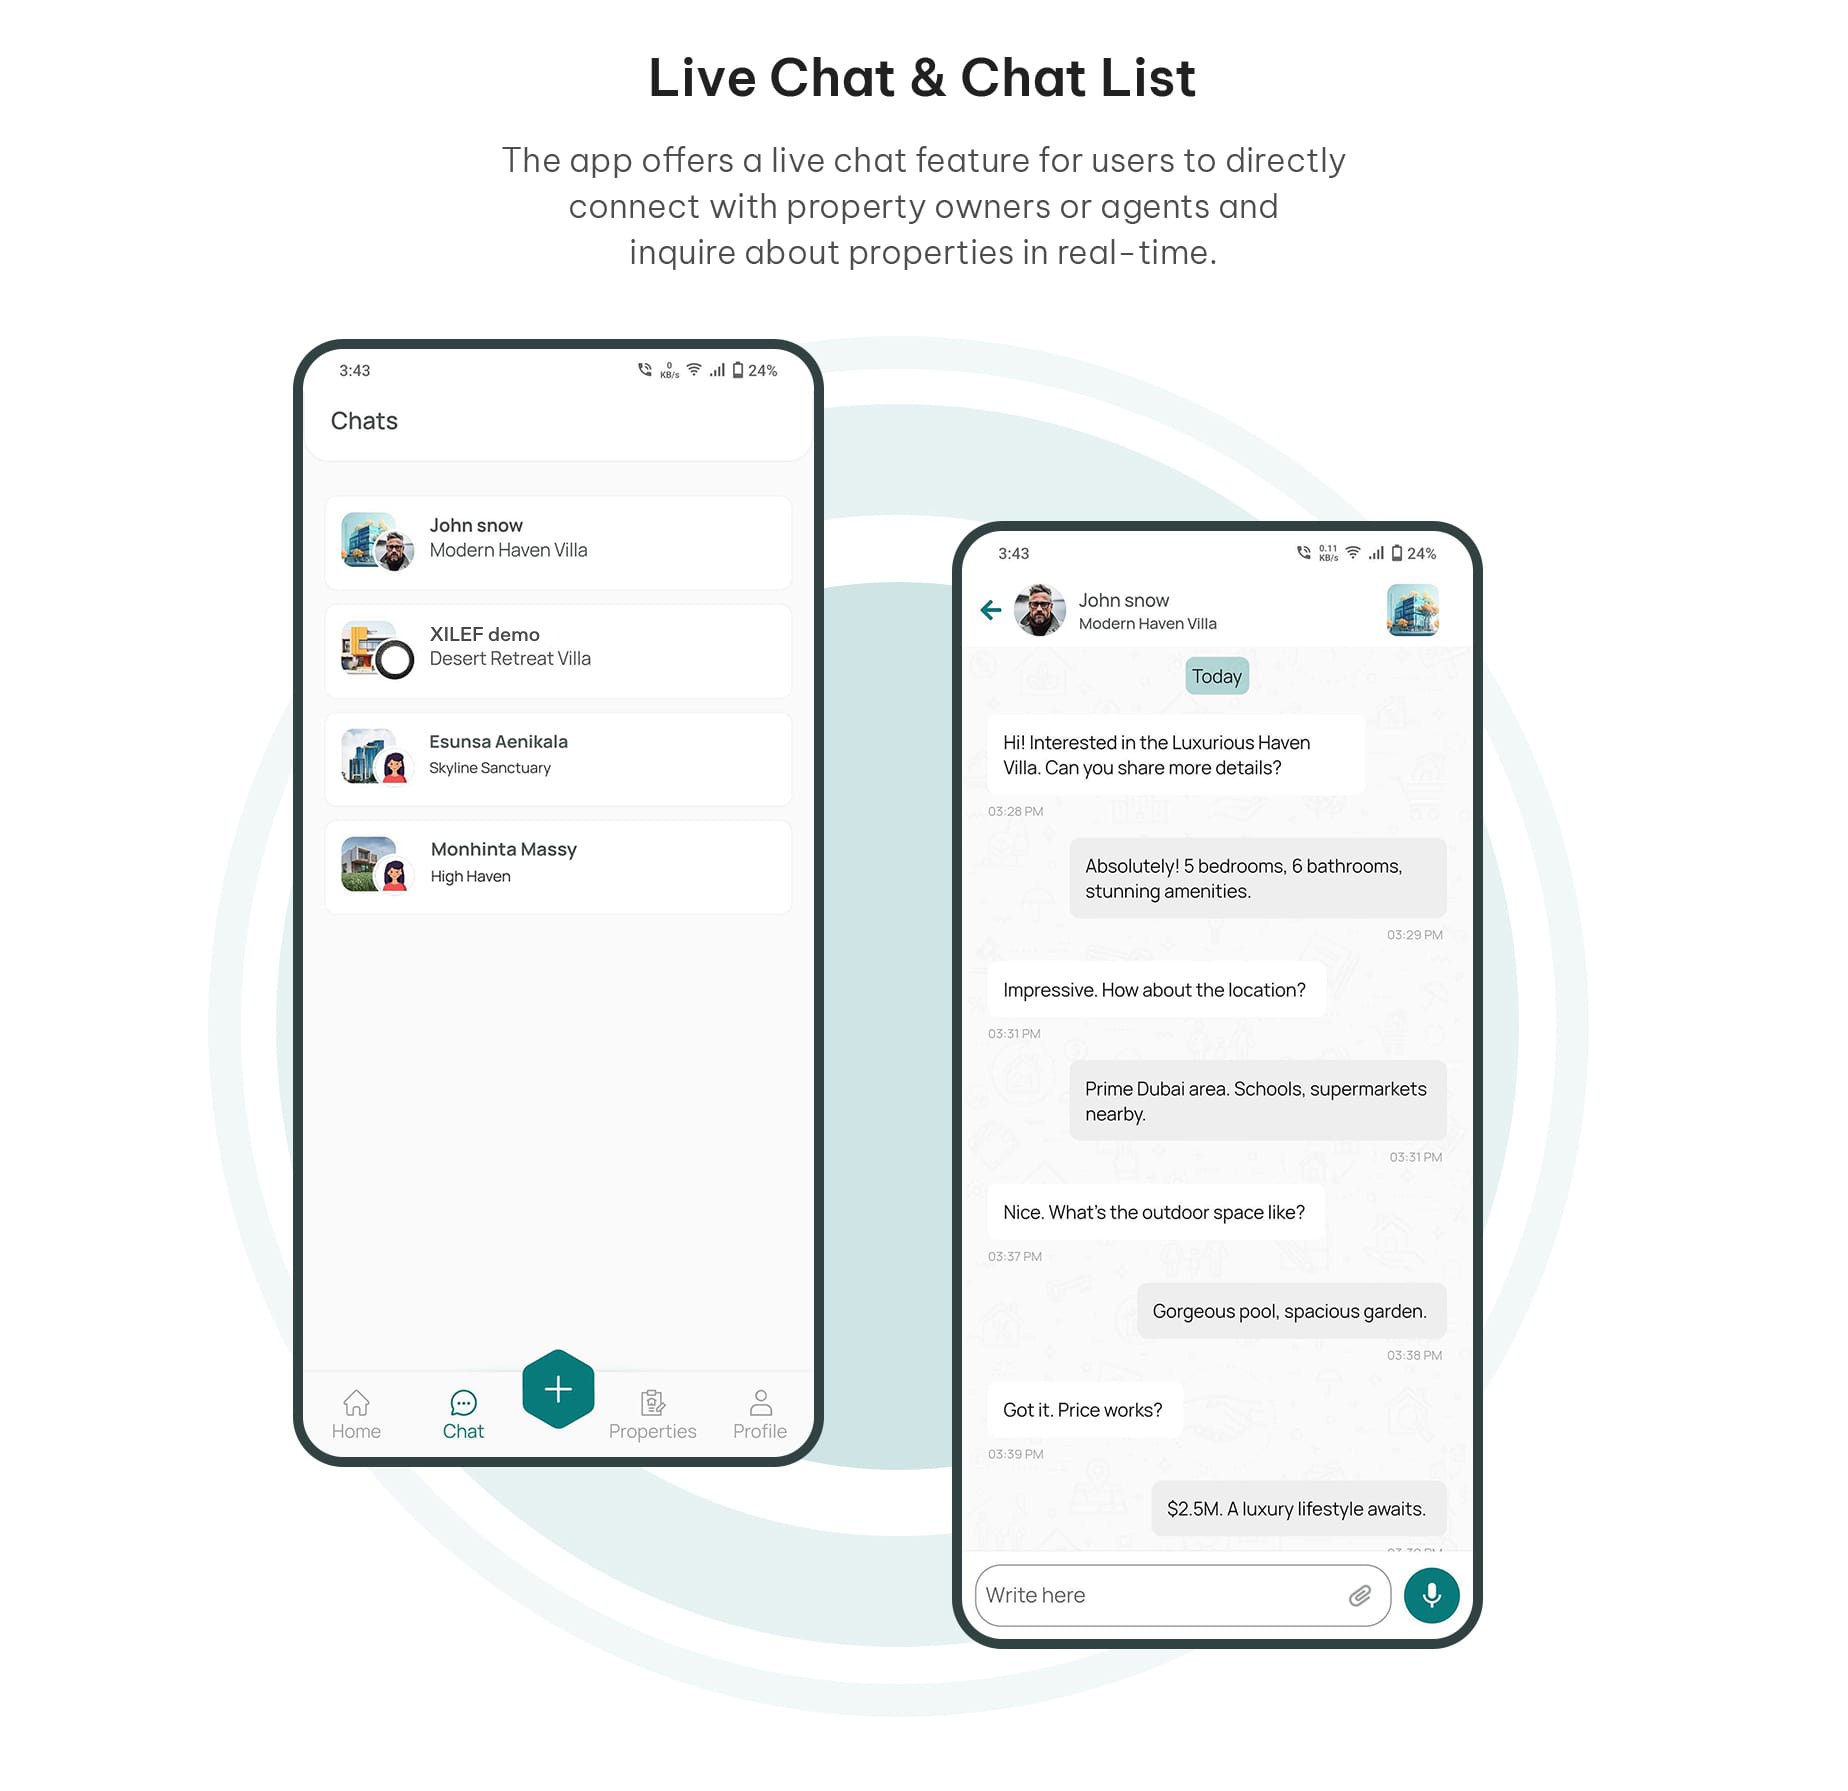 Live Chat & Chat List
The app offers a live chat feature for users to directly
connect with property owners or agents and
inquire about properties in real-time.
3:43
0
KB/s
24%
Chats
John snow
Modern Haven Villa
XILEF demo
Desert Retreat Villa
Esunsa Aenikala
Skyline Sanctuary
Monhinta Massy
High Haven
Home
Chat
Properties
Profile
3:43
0.11
KB/s
24%
John snow
Modern Haven Villa
Today
Hi! Interested in the Luxurious Haven
Villa. Can you share more details?
03:28 PM
Absolutely! 5 bedrooms, 6 bathrooms,
stunning amenities.
03:29 PM
Impressive. How about the location?
03:31 PM
Prime Dubai area. Schools, supermarkets
nearby.
03:31 PM
Nice. What's the outdoor space like?
03:37 PM
Gorgeous pool, spacious garden.
03:38 PM
Got it. Price works?
03:39 PM
$2.5M. A luxury lifestyle awaits.
Write here